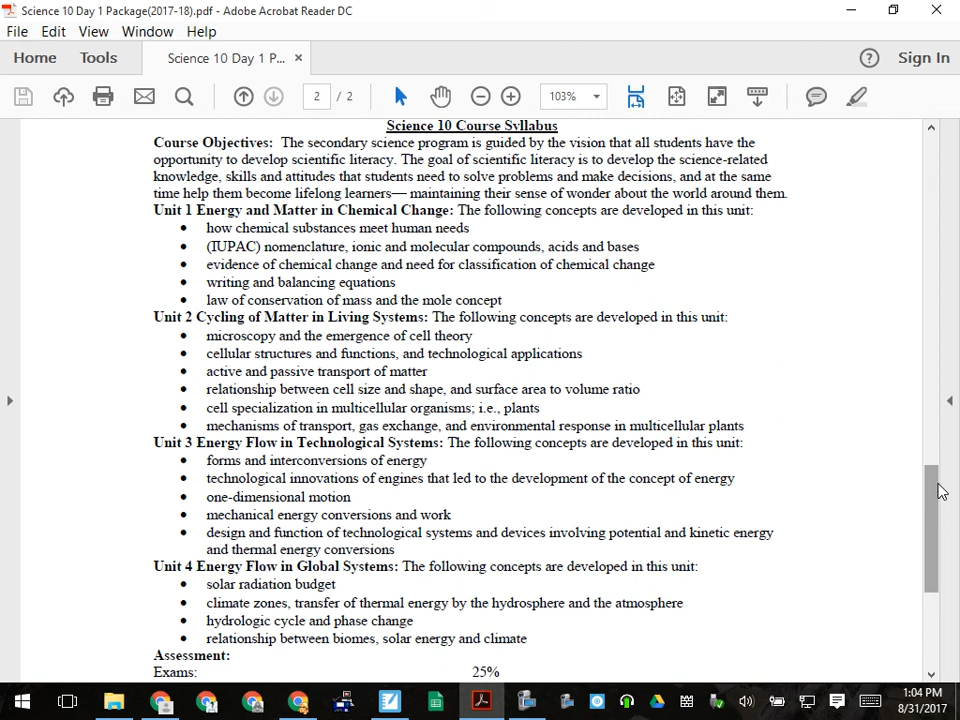 Science 10 Day 1 Package(2017-18).pdf - Adobe Acrobat Reader DC
File Edit View Window Help
Home Tools Science 10 Day 1 P... × Sign In
2 / 2 103%
Science 10 Course Syllabus
Course Objectives: The secondary science program is guided by the vision that all students have the
opportunity to develop scientific literacy. The goal of scientific literacy is to develop the science-related
knowledge, skills and attitudes that students need to solve problems and make decisions, and at the same
time help them become lifelong learners— maintaining their sense of wonder about the world around them.
Unit 1 Energy and Matter in Chemical Change: The following concepts are developed in this unit:
• how chemical substances meet human needs
• (IUPAC) nomenclature, ionic and molecular compounds, acids and bases
• evidence of chemical change and need for classification of chemical change
• writing and balancing equations
• law of conservation of mass and the mole concept
Unit 2 Cycling of Matter in Living Systems: The following concepts are developed in this unit:
• microscopy and the emergence of cell theory
• cellular structures and functions, and technological applications
• active and passive transport of matter
• relationship between cell size and shape, and surface area to volume ratio
• cell specialization in multicellular organisms; i.e., plants
• mechanisms of transport, gas exchange, and environmental response in multicellular plants
Unit 3 Energy Flow in Technological Systems: The following concepts are developed in this unit:
• forms and interconversions of energy
• technological innovations of engines that led to the development of the concept of energy
• one-dimensional motion
• mechanical energy conversions and work
• design and function of technological systems and devices involving potential and kinetic energy
and thermal energy conversions
Unit 4 Energy Flow in Global Systems: The following concepts are developed in this unit:
• solar radiation budget
• climate zones, transfer of thermal energy by the hydrosphere and the atmosphere
• hydrologic cycle and phase change
• relationship between biomes, solar energy and climate
Assessment:
Exams: 25%
1:04 PM
8/31/2017